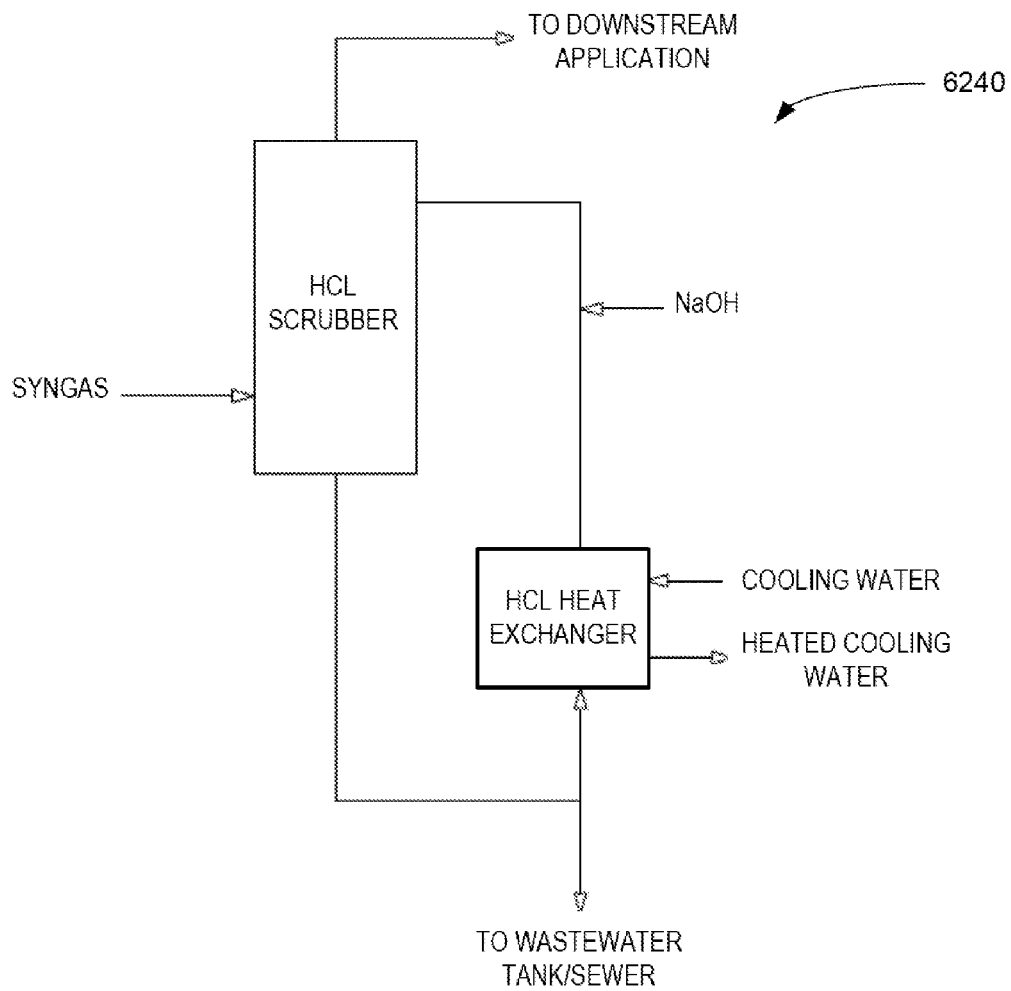 TO DOWNSTREAM
APPLICATION
6240
HCL
SCRUBBER
NaOH
SYNGAS
COOLING WATER
HCL HEAT
EXCHANGER
HEATED COOLING
WATER
TO WASTEWATER
TANK/SEWER